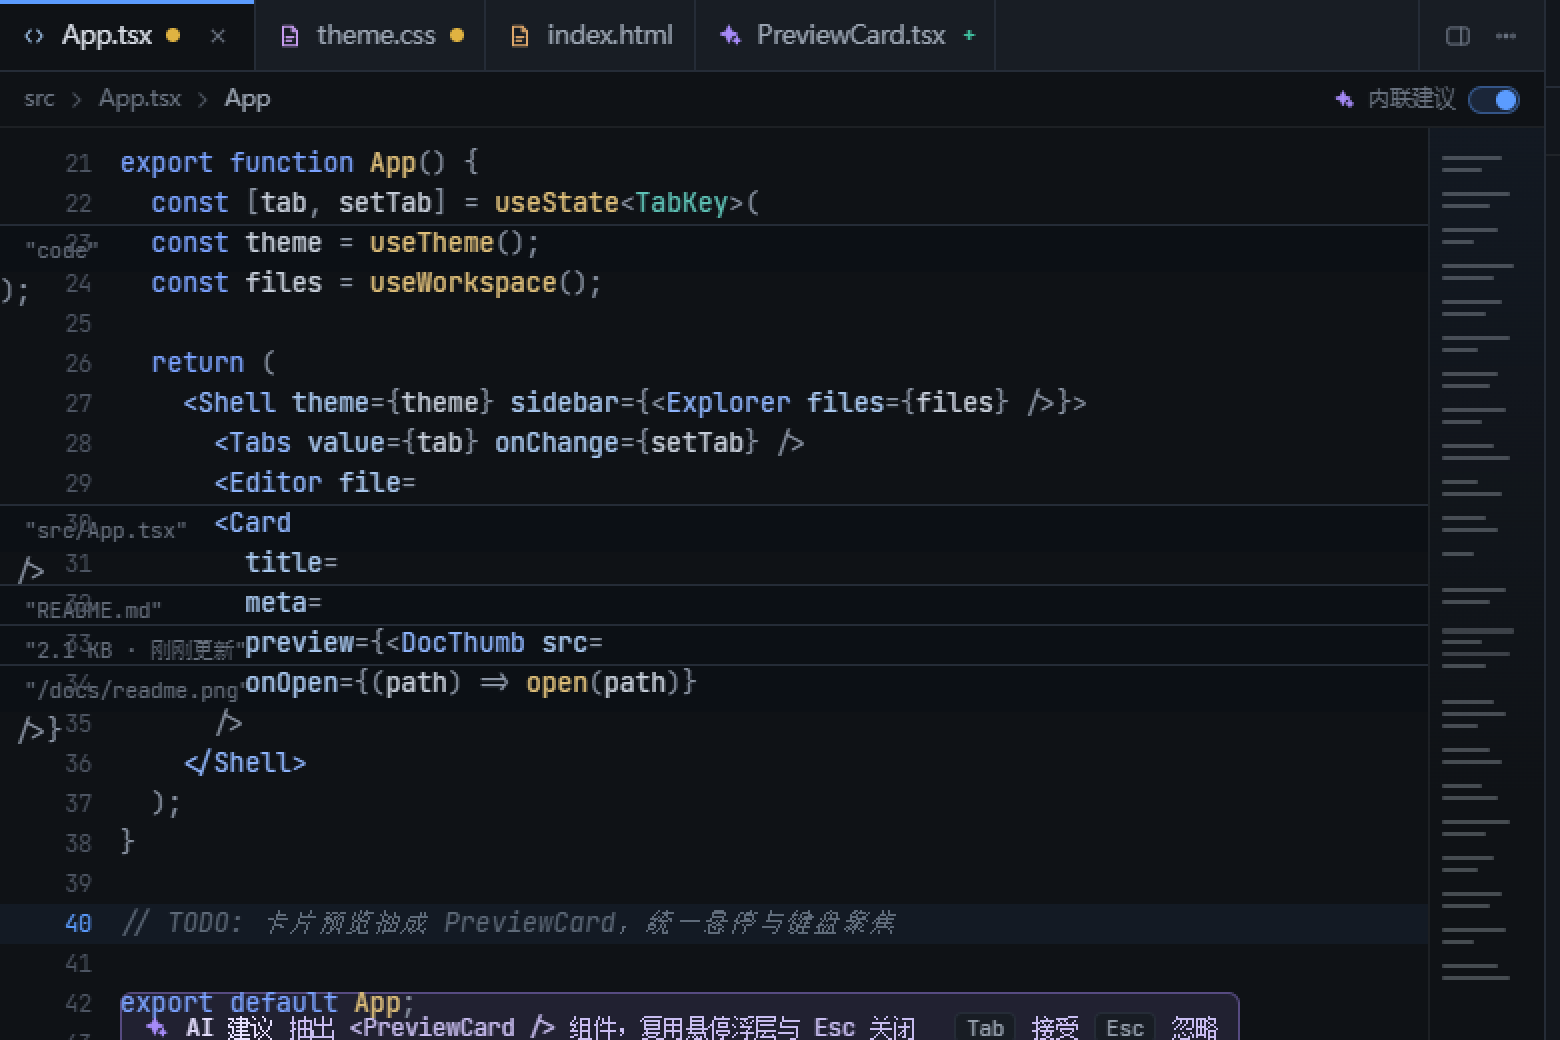 App.tsx theme.css index.html PreviewCard.tsx +
src > App.tsx > App 内联建议
21 export function App() {
22 const [tab, setTab] = useState<TabKey>(
23 const theme = useTheme();
"code"
24 const files = useWorkspace();
);
25
26 return (
27 <Shell theme={theme} sidebar={<Explorer files={files} />}>
28 <Tabs value={tab} onChange={setTab} />
29 <Editor file=
30 <Card
"src/App.tsx"
31 title=
/>
32 meta=
"README.md"
33 preview={<DocThumb src=
"2.1 KB · 刚刚更新"
34 onOpen={(path) => open(path)}
"/docs/readme.png"
35 />
/>}
36 </Shell>
37 );
38 }
39
40 // TODO: 卡片预览抽成 PreviewCard, 统一悬停与键盘聚焦
41
42 export default App;
AI 建议 抽出 <PreviewCard /> 组件，复用悬停浮层与 Esc 关闭 Tab 接受 Esc 忽略